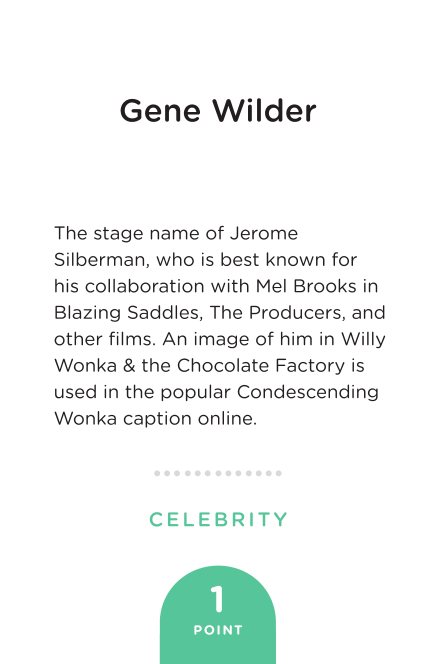 Gene Wilder
The stage name of Jerome
Silberman, who is best known for
his collaboration with Mel Brooks in
Blazing Saddles, The Producers, and
other films. An image of him in Willy
Wonka & the Chocolate Factory is
used in the popular Condescending
Wonka caption online.
CELEBRITY
1
POINT